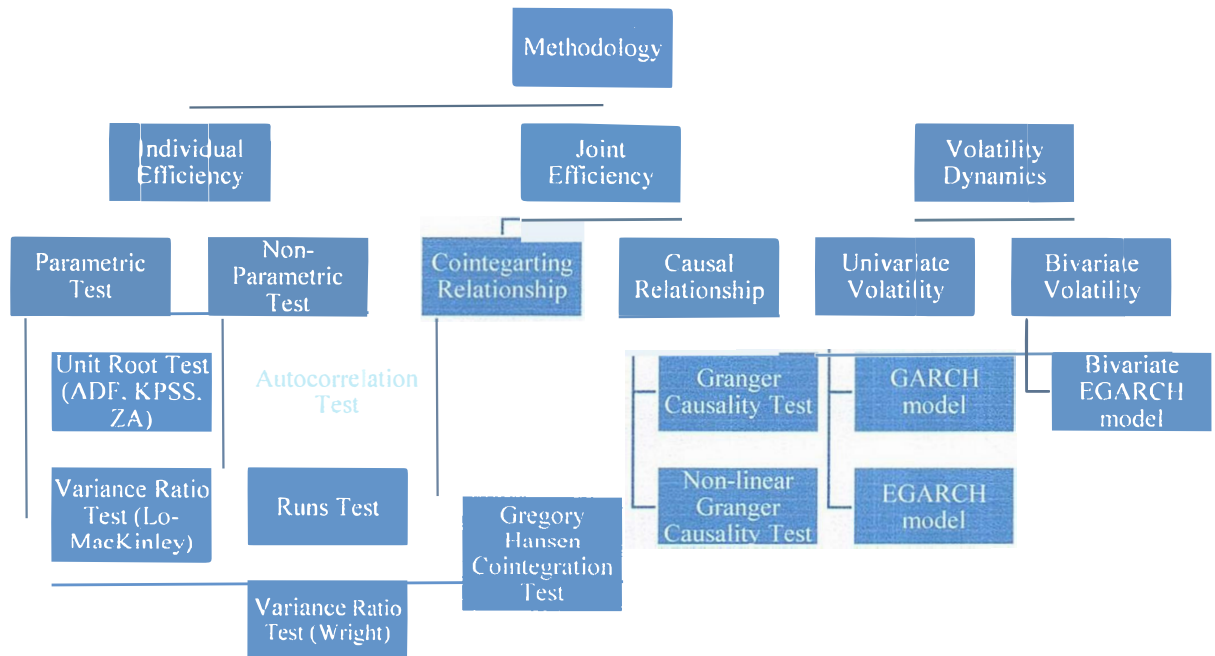 Methodology
Individual
Efficiency
Joint
Efficiency
Volatility
Dynamics
Parametric
Test
Non-
Parametric
Test
Cointegarting
Relationship
Causal
Relationship
Univariate
Volatility
Bivariate
Volatility
Unit Root Test
(ADF, KPSS,
ZA)
Autocorrelation
Test
Granger
Causality Test
GARCH
model
Bivariate
EGARCH
model
Variance Ratio
Test (Lo-
MacKinley)
Runs Test
Gregory
Hansen
Cointegration
Test
Non-linear
Granger
Causality Test
EGARCH
model
Variance Ratio
Test (Wright)